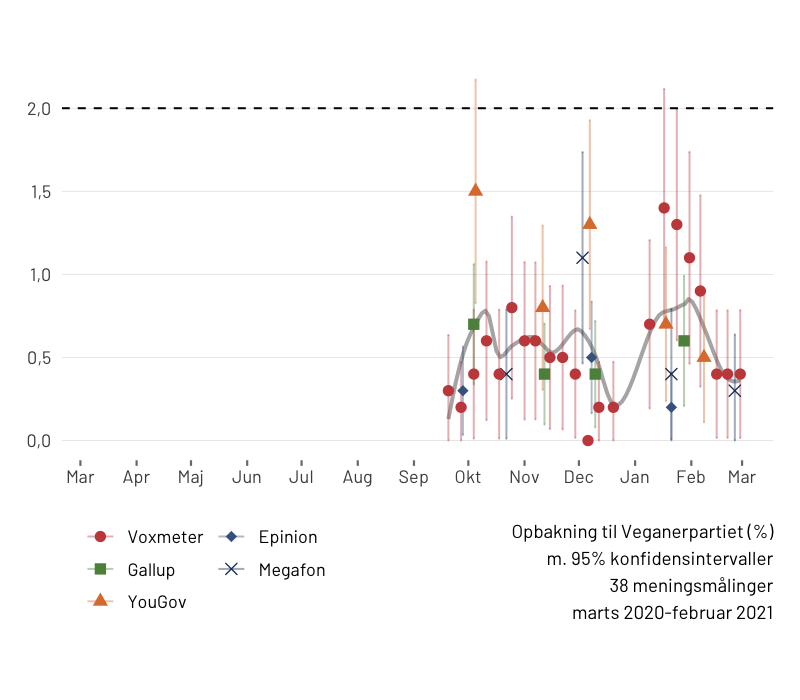 2,0
1,5
1,0
0,5
0,0
Mar Apr Maj Jun Jul Aug Sep Okt Nov Dec Jan Feb Mar
Voxmeter Epinion
Gallup Megafon
YouGov
Opbakning til Veganerpartiet (%)
m. 95% konfidensintervaller
38 meningsmålinger
marts 2020-februar 2021